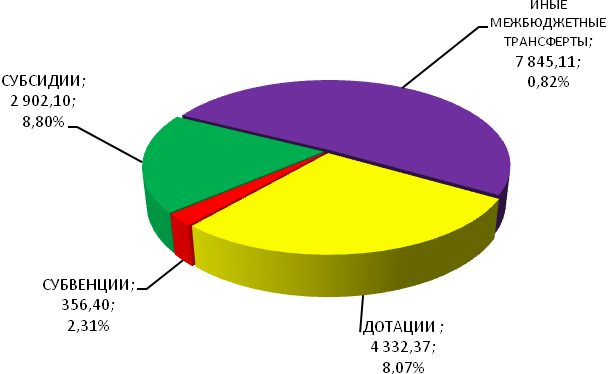 ИНЫЕ
МЕЖБЮДЖЕТНЫЕ
ТРАНСФЕРТЫ;
7 845,11;
0,82%
СУБСИДИИ;
2 902,10;
8,80%
СУБВЕНЦИИ;
356,40;
2,31%
ДОТАЦИИ ;
4 332,37;
8,07%